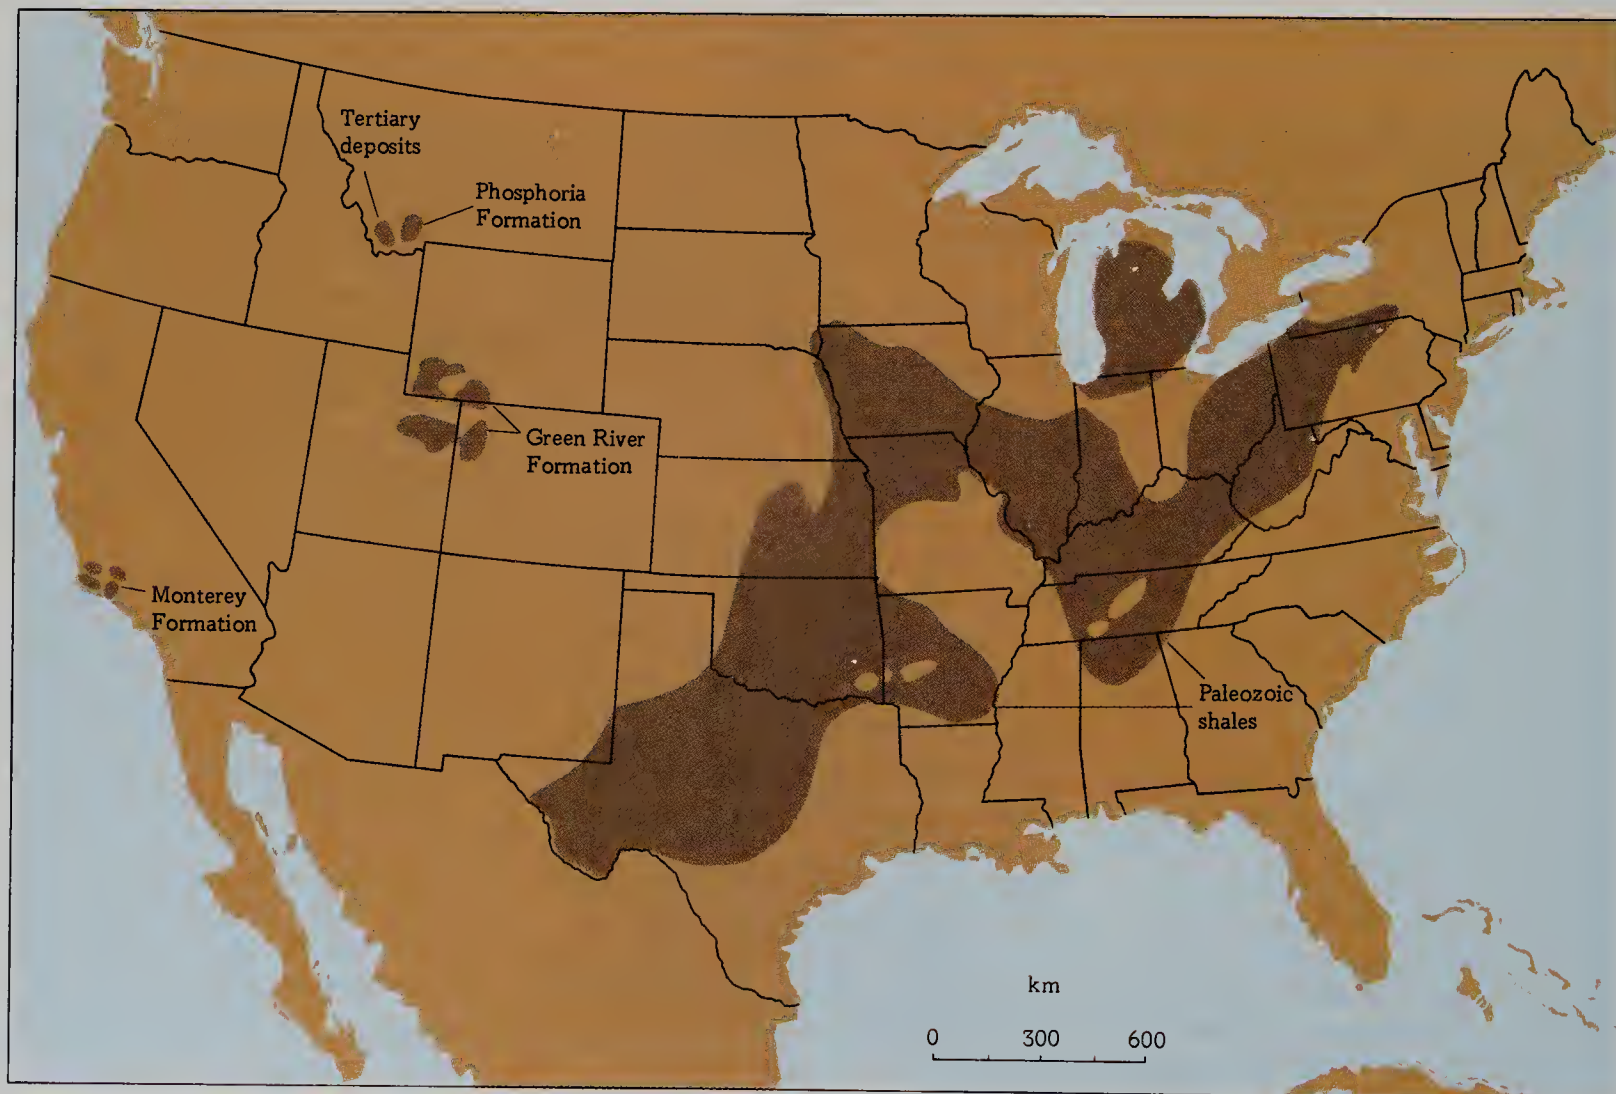 Tertiary
deposits
Phosphoria
Formation
Green River
Formation
Monterey
Formation
Paleozoic
shales
km
0 300 600